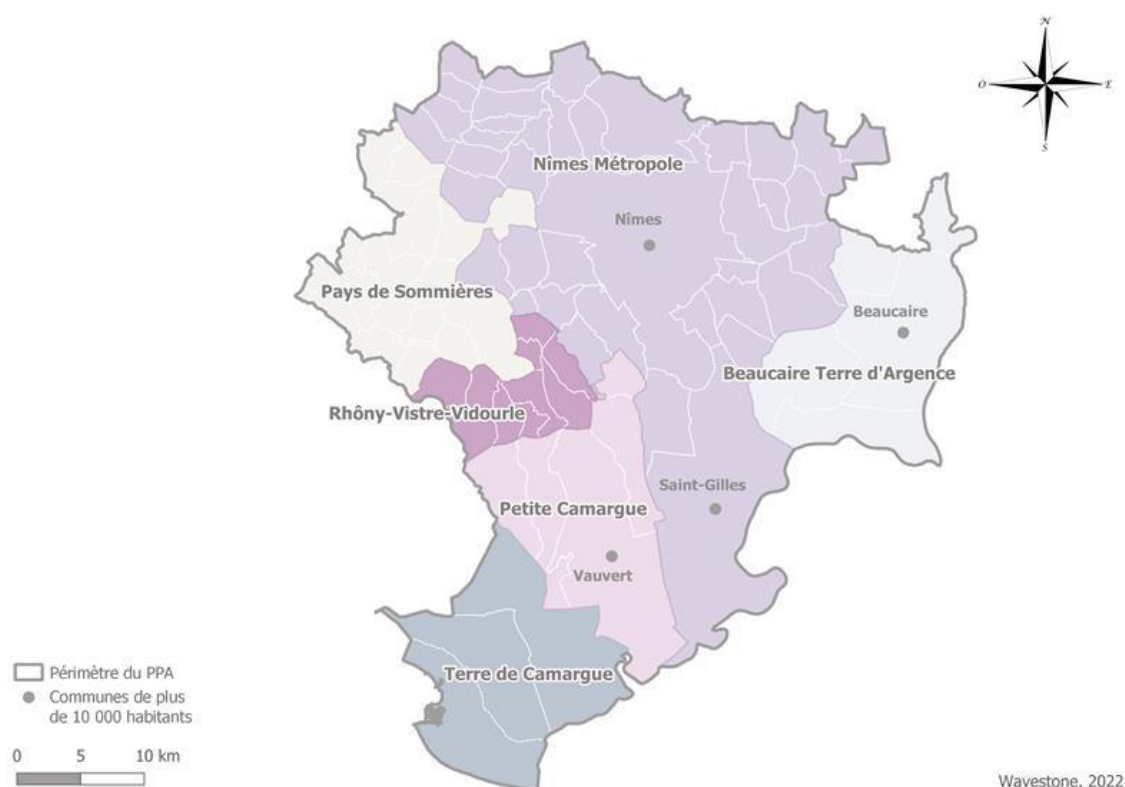 N
O
E
S
Nîmes Métropole
Nîmes
Pays de Sommières
Beaucaire
Beaucaire Terre d'Argence
Rhôny-Vistre-Vidourle
Saint-Gilles
Petite Camargue
Vauvert
Terre de Camargue
Périmètre du PPA
Communes de plus
de 10 000 habitants
0 5 10 km
Wavestone, 2022